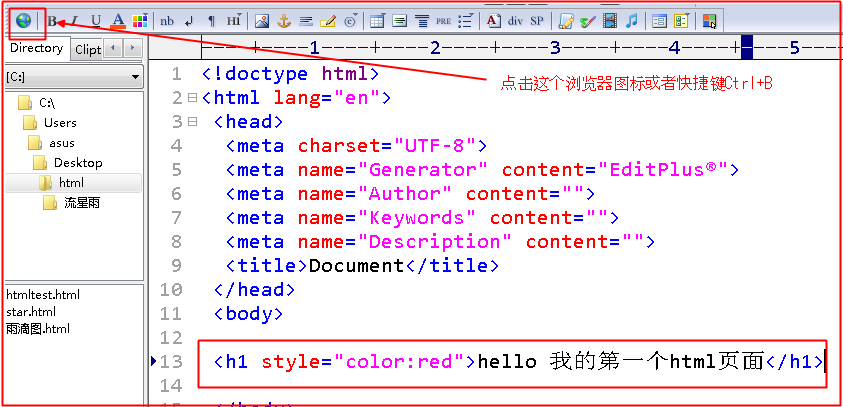 B I U A nb ¶ HI PRE A div SP
Directory Clipt
1 2 3 4 5
[C:]
C:\
Users
asus
Desktop
html
流星雨
htmltest.html
star.html
雨滴图.html
点击这个浏览器图标或者快捷键Ctrl+B
1 <!doctype html>
2 <html lang="en">
3 <head>
4 <meta charset="UTF-8">
5 <meta name="Generator" content="EditPlus®">
6 <meta name="Author" content="">
7 <meta name="Keywords" content="">
8 <meta name="Description" content="">
9 <title>Document</title>
10 </head>
11 <body>
12
13 <h1 style="color:red">hello 我的第一个html页面</h1>
14
15 </body>